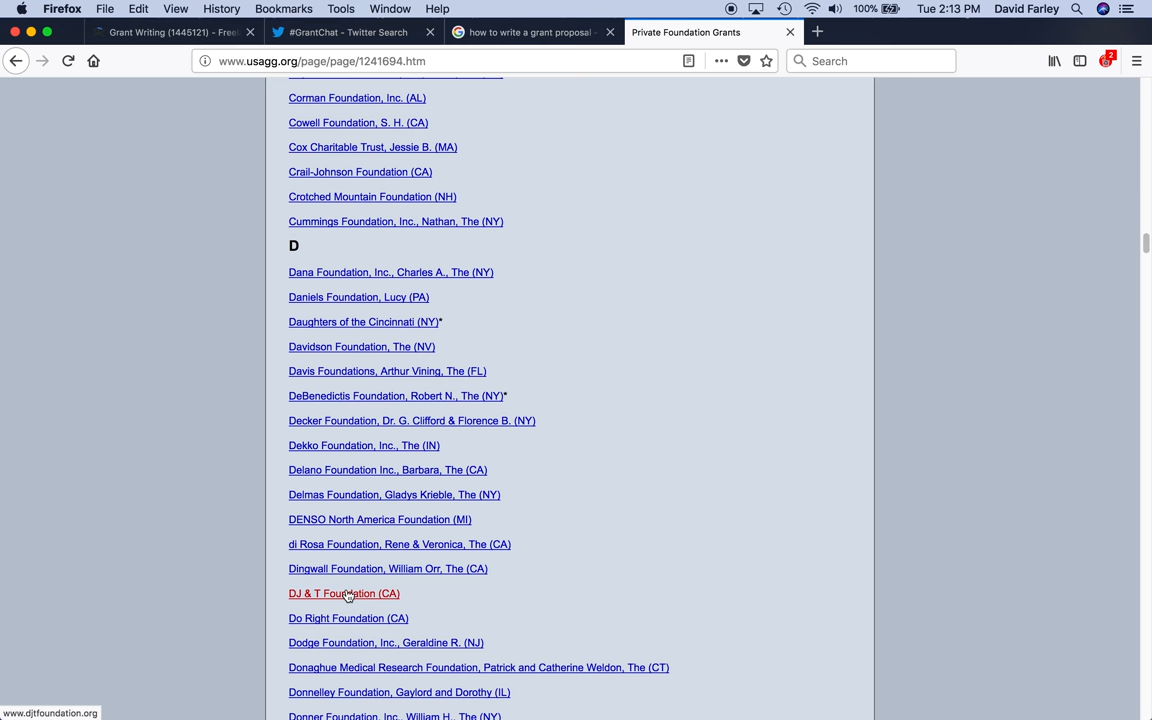 Firefox File Edit View History Bookmarks Tools Window Help 100% Tue 2:13 PM David Farley
Grant Writing (1445121) - Freel #GrantChat - Twitter Search how to write a grant proposal - Private Foundation Grants
www.usagg.org/page/page/1241694.htm Search 2
Corman Foundation, Inc. (AL)
Cowell Foundation, S. H. (CA)
Cox Charitable Trust, Jessie B. (MA)
Crail-Johnson Foundation (CA)
Crotched Mountain Foundation (NH)
Cummings Foundation, Inc., Nathan, The (NY)
D
Dana Foundation, Inc., Charles A., The (NY)
Daniels Foundation, Lucy (PA)
Daughters of the Cincinnati (NY)*
Davidson Foundation, The (NV)
Davis Foundations, Arthur Vining, The (FL)
DeBenedictis Foundation, Robert N., The (NY)*
Decker Foundation, Dr. G. Clifford & Florence B. (NY)
Dekko Foundation, Inc., The (IN)
Delano Foundation Inc., Barbara, The (CA)
Delmas Foundation, Gladys Krieble, The (NY)
DENSO North America Foundation (MI)
di Rosa Foundation, Rene & Veronica, The (CA)
Dingwall Foundation, William Orr, The (CA)
DJ & T Foundation (CA)
Do Right Foundation (CA)
Dodge Foundation, Inc., Geraldine R. (NJ)
Donaghue Medical Research Foundation, Patrick and Catherine Weldon, The (CT)
Donnelley Foundation, Gaylord and Dorothy (IL)
Donner Foundation, Inc., William H., The (NY)
www.djtfoundation.org